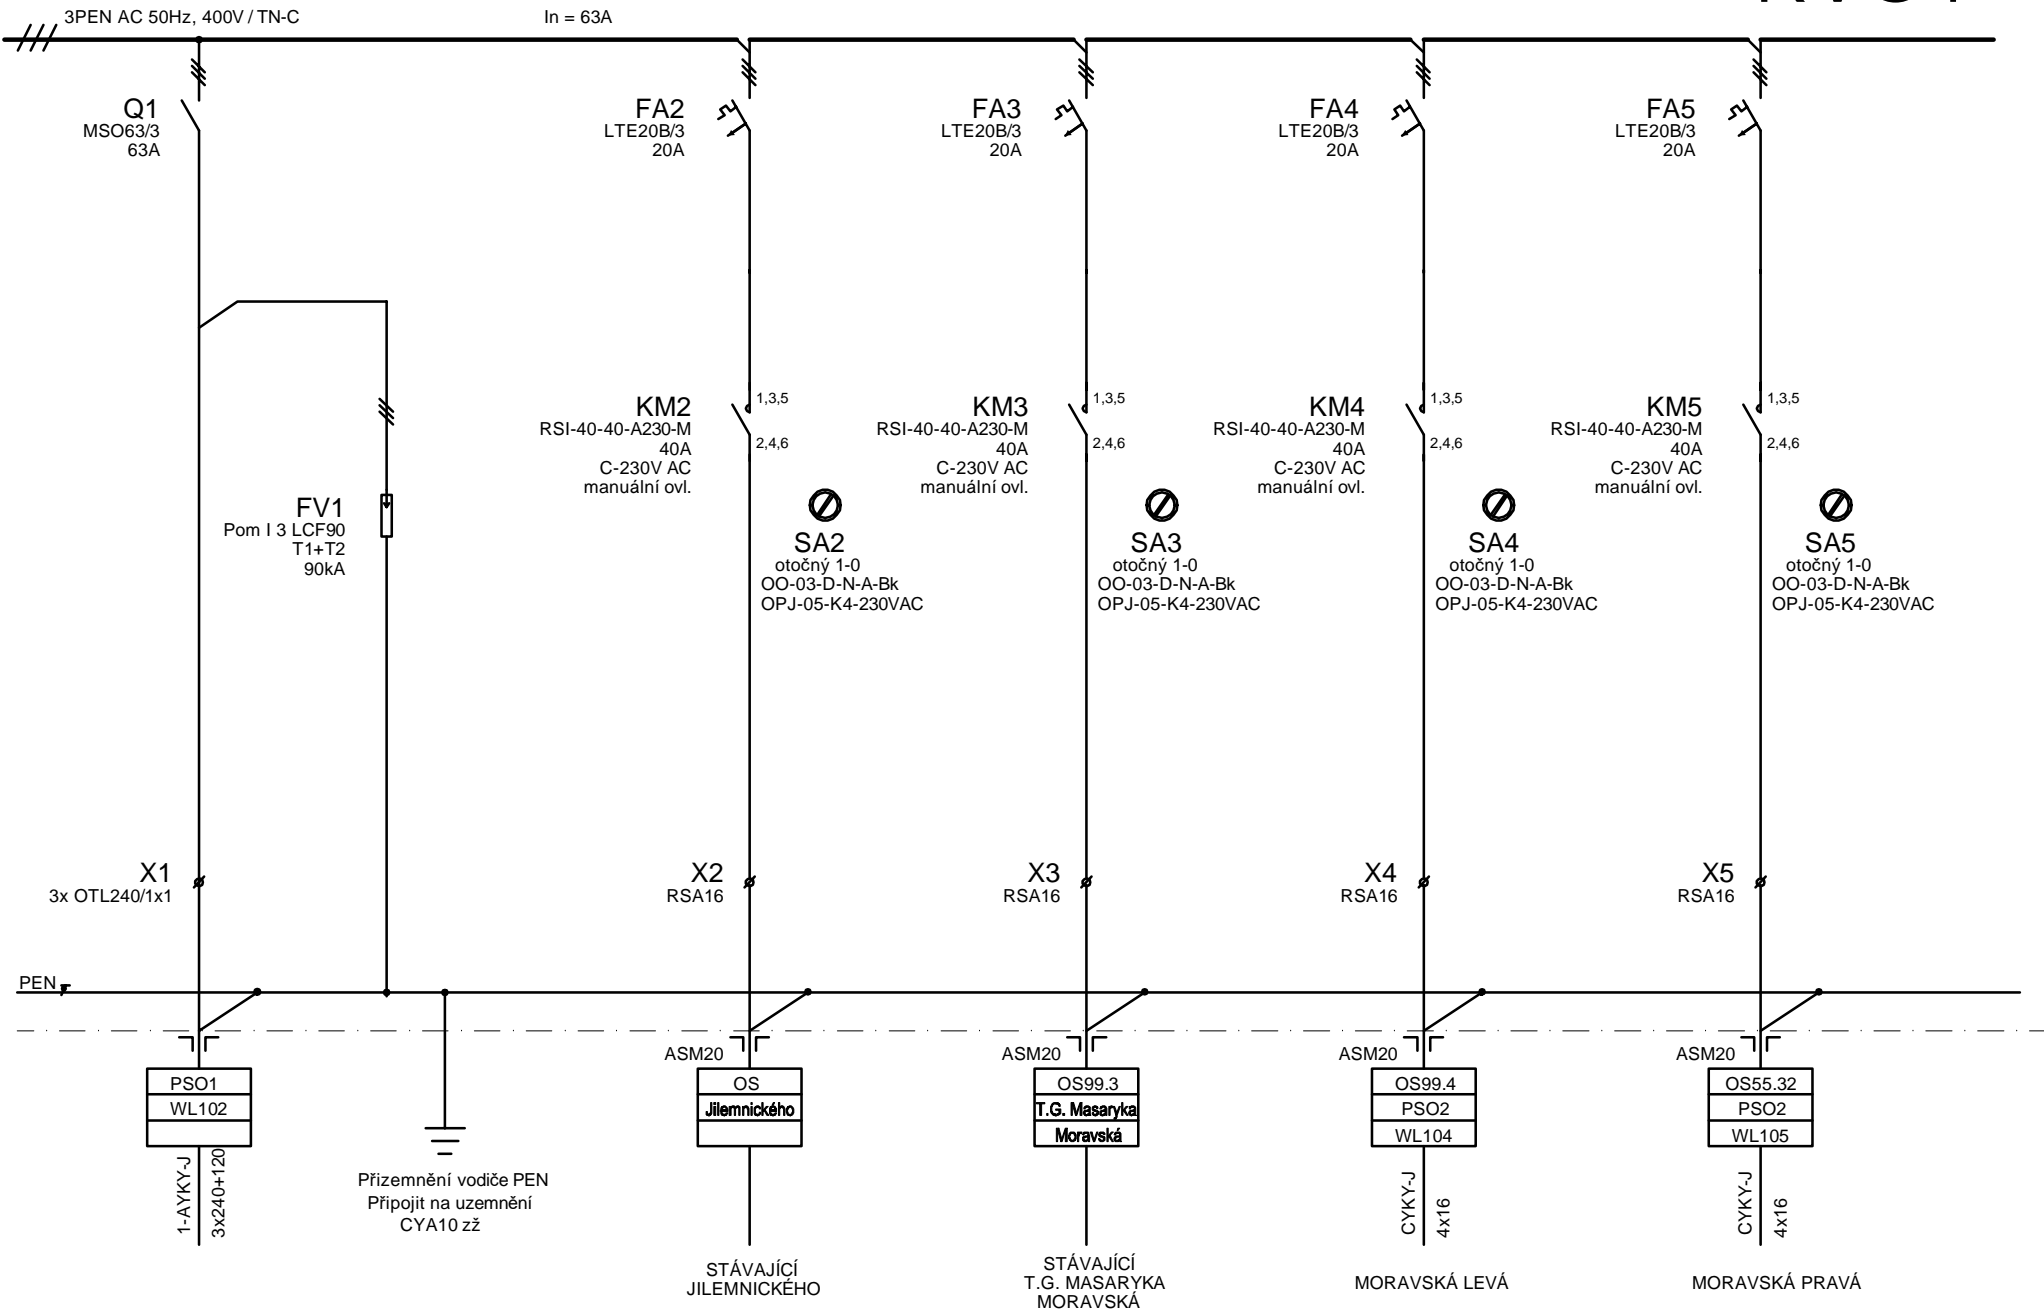 3PEN AC 50Hz, 400V / TN-C
In = 63A
Q1
MSO63/3
63A
FA2
LTE20B/3
20A
FA3
LTE20B/3
20A
FA4
LTE20B/3
20A
FA5
LTE20B/3
20A
FV1
Pom I 3 LCF90
T1+T2
90kA
KM2
RSI-40-40-A230-M
40A
C-230V AC
manuální ovl.
1,3,5
2,4,6
KM3
RSI-40-40-A230-M
40A
C-230V AC
manuální ovl.
1,3,5
2,4,6
KM4
RSI-40-40-A230-M
40A
C-230V AC
manuální ovl.
1,3,5
2,4,6
KM5
RSI-40-40-A230-M
40A
C-230V AC
manuální ovl.
1,3,5
2,4,6
SA2
otočný 1-0
OO-03-D-N-A-Bk
OPJ-05-K4-230VAC
SA3
otočný 1-0
OO-03-D-N-A-Bk
OPJ-05-K4-230VAC
SA4
otočný 1-0
OO-03-D-N-A-Bk
OPJ-05-K4-230VAC
SA5
otočný 1-0
OO-03-D-N-A-Bk
OPJ-05-K4-230VAC
X1
3x OTL240/1x1
X2
RSA16
X3
RSA16
X4
RSA16
X5
RSA16
PEN
ASM20
ASM20
ASM20
ASM20
PSO1
WL102
1-AYKY-J
3x240+120
Přizemnění vodiče PEN
Připojit na uzemnění
CYA10 zž
OS
Jilemnického
STÁVAJÍCÍ
JILEMNICKÉHO
OS99.3
T.G. Masaryka
Moravská
STÁVAJÍCÍ
T.G. MASARYKA
MORAVSKÁ
OS99.4
PSO2
WL104
CYKY-J
4x16
MORAVSKÁ LEVÁ
OS55.32
PSO2
WL105
CYKY-J
4x16
MORAVSKÁ PRAVÁ